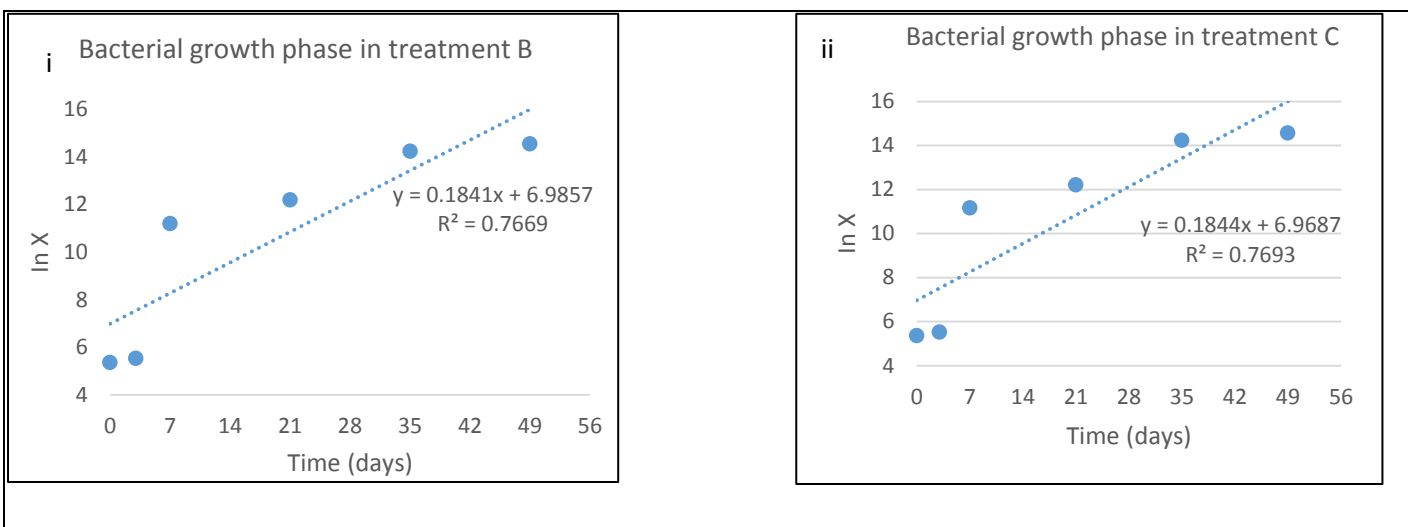 i
Bacterial growth phase in treatment B
16
14
12
10
8
6
4
ln X
y = 0.1841x + 6.9857
R² = 0.7669
0 7 14 21 28 35 42 49 56
Time (days)
ii
Bacterial growth phase in treatment C
16
14
12
10
8
6
4
ln X
y = 0.1844x + 6.9687
R² = 0.7693
0 7 14 21 28 35 42 49 56
Time (days)